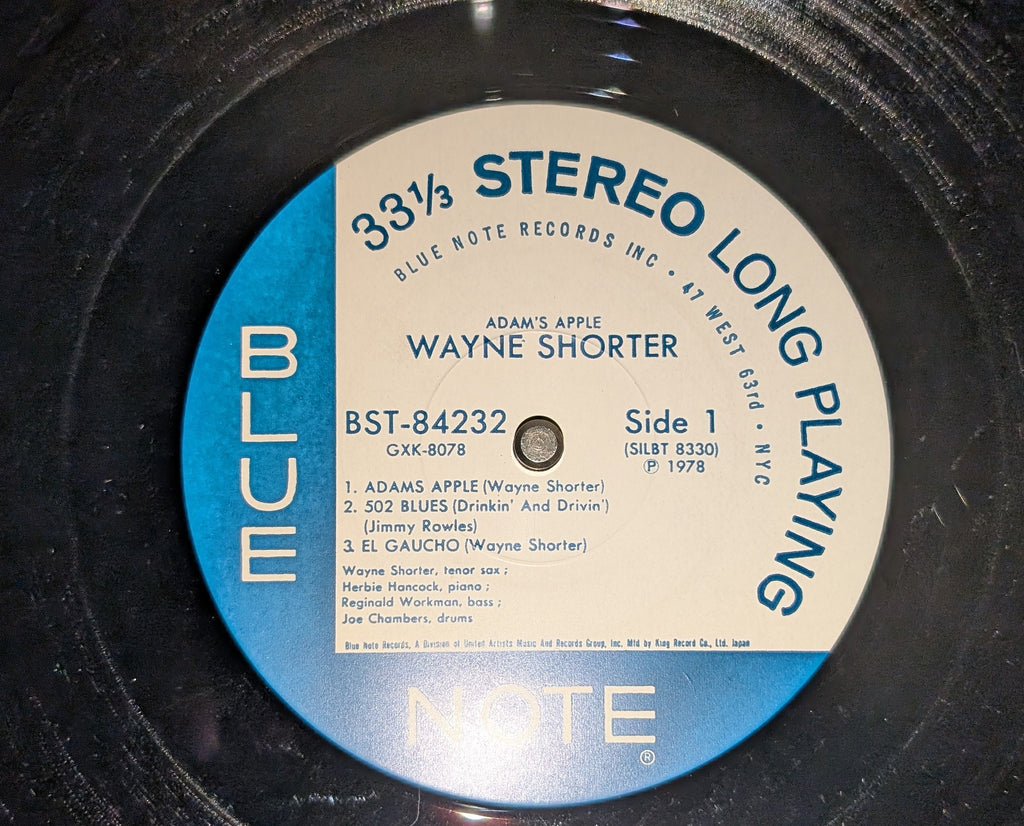 33⅓ STEREO LONG PLAYING
BLUE NOTE RECORDS INC • 47 WEST 63rd • NYC
ADAM'S APPLE
WAYNE SHORTER
BST-84232
GXK-8078
Side 1
(SILBT 8330)
℗ 1978
1. ADAMS APPLE (Wayne Shorter)
2. 502 BLUES (Drinkin' And Drivin')
(Jimmy Rowles)
3. EL GAUCHO (Wayne Shorter)
Wayne Shorter, tenor sax ;
Herbie Hancock, piano ;
Reginald Workman, bass ;
Joe Chambers, drums
Blue Note Records, A Division of United Artists Music And Records Group, Inc. Mfd by King Record Co., Ltd. Japan
BLUE
NOTE
®